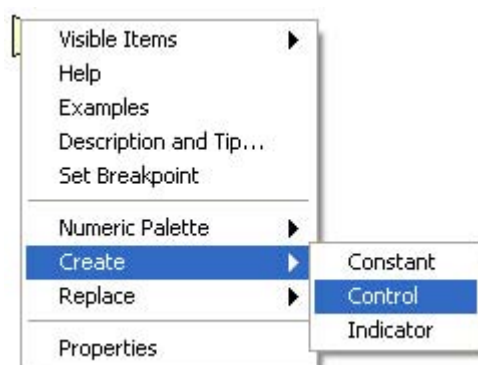 Visible Items
Help
Examples
Description and Tip...
Set Breakpoint
Numeric Palette
Create
Replace
Properties
Constant
Control
Indicator